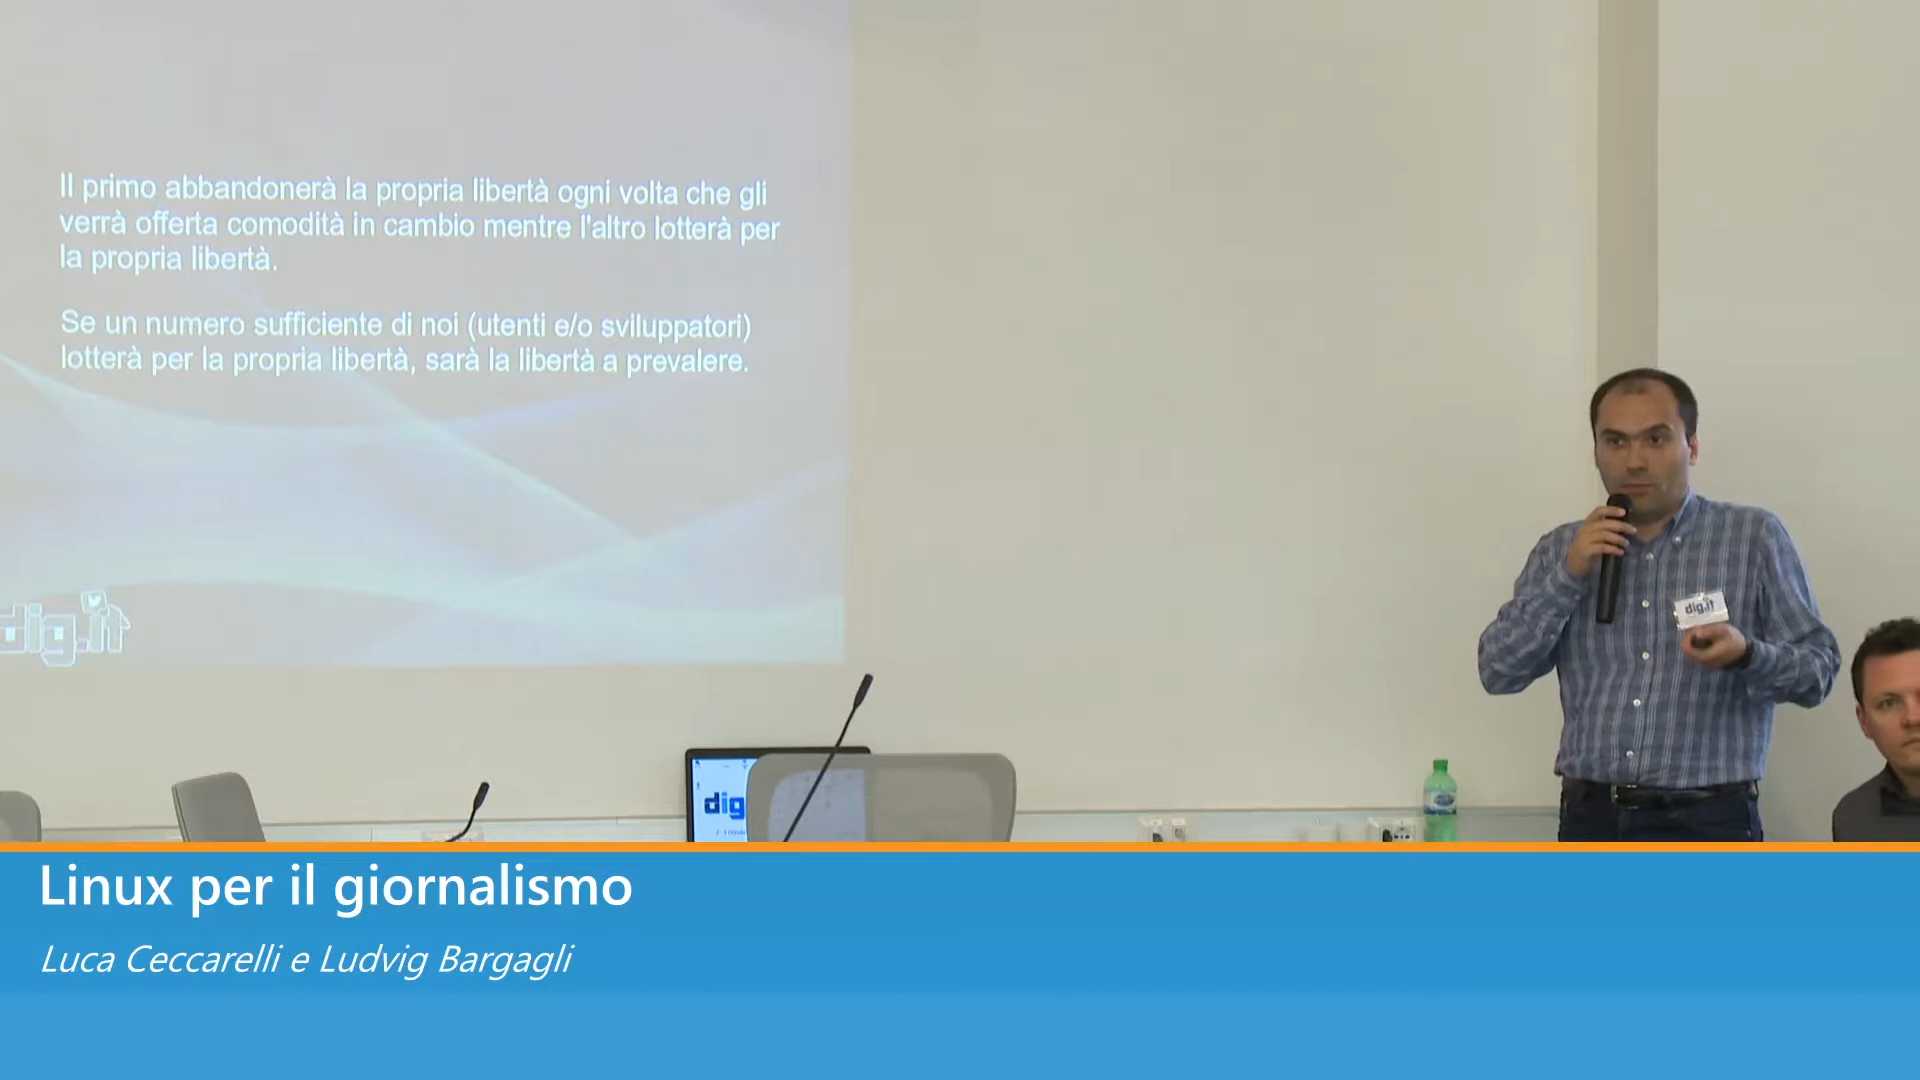 Il primo abbandonerà la propria libertà ogni volta che gli
verrà offerta comodità in cambio mentre l'altro lotterà per
la propria libertà.
Se un numero sufficiente di noi (utenti e/o sviluppatori)
lotterà per la propria libertà, sarà la libertà a prevalere.
dig.it
dig.it
dig
Linux per il giornalismo
Luca Ceccarelli e Ludvig Bargagli